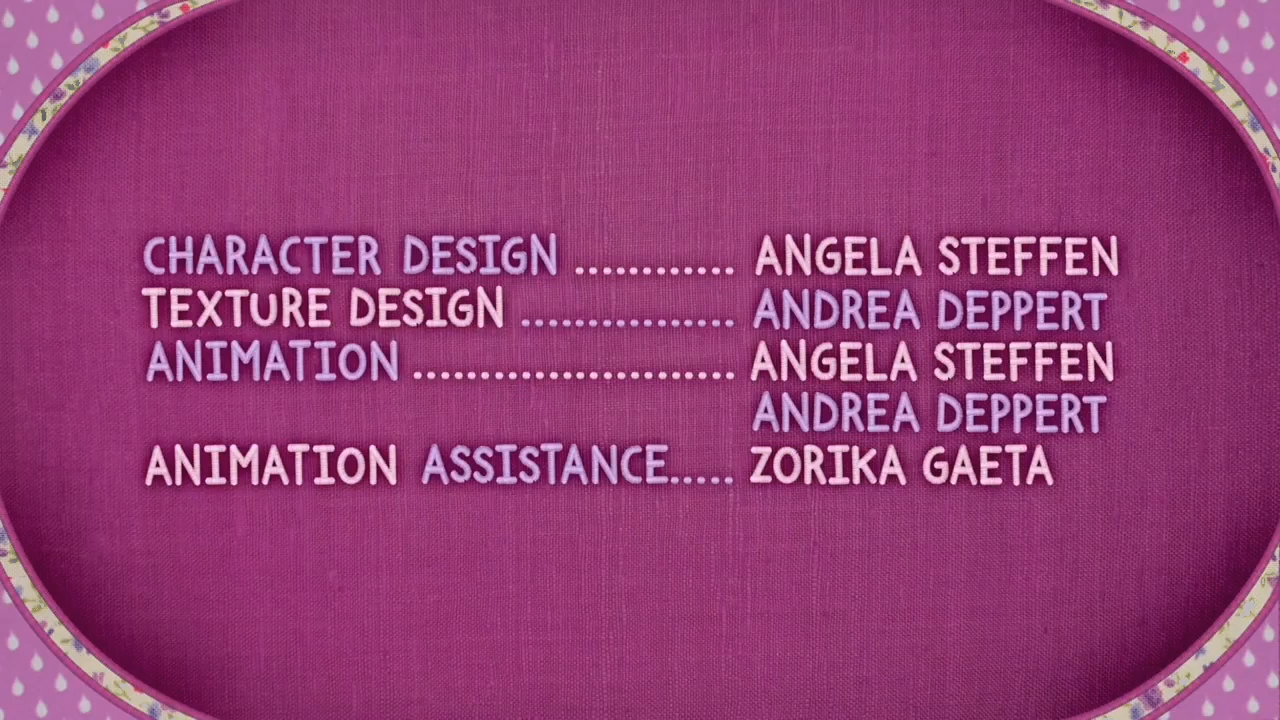 CHARACTER DESIGN ............ ANGELA STEFFEN
TEXTURE DESIGN ................ ANDREA DEPPERT
ANIMATION ........................ ANGELA STEFFEN
ANDREA DEPPERT
ANIMATION ASSISTANCE..... ZORIKA GAETA